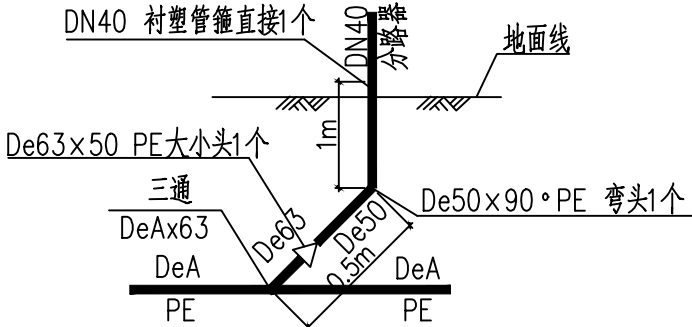 DN40 衬塑管箍直接1个
DN40
分路器
地面线
1m
De63×50 PE大小头1个
三通
DeAx63
De63
De50
0.5m
De50×90°PE 弯头1个
DeA
PE
DeA
PE